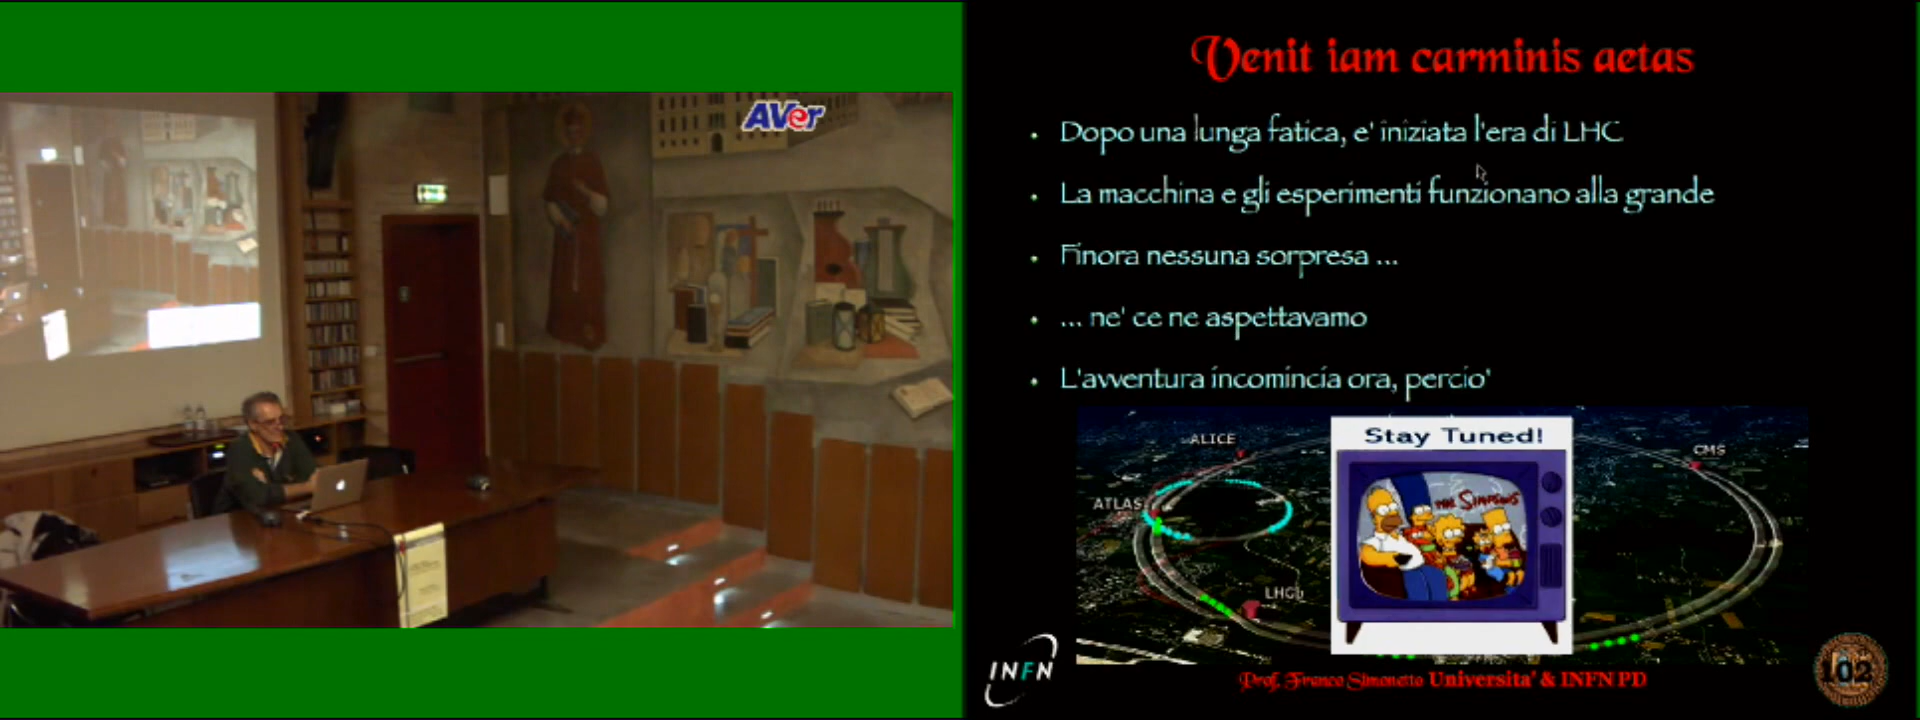 AVer
Venit iam carminis aetas
• Dopo una lunga fatica, e' iniziata l'era di LHC
• La macchina e gli esperimenti funzionano alla grande
• Finora nessuna sorpresa ...
• ... ne' ce ne aspettavamo
• L'avventura incomincia ora, percio'
Stay Tuned!
ALICE
CMS
THE SIMPSONS
ATLAS
LHCb
INFN
Prof. Franco Simonetto Universita' & INFN PD
102